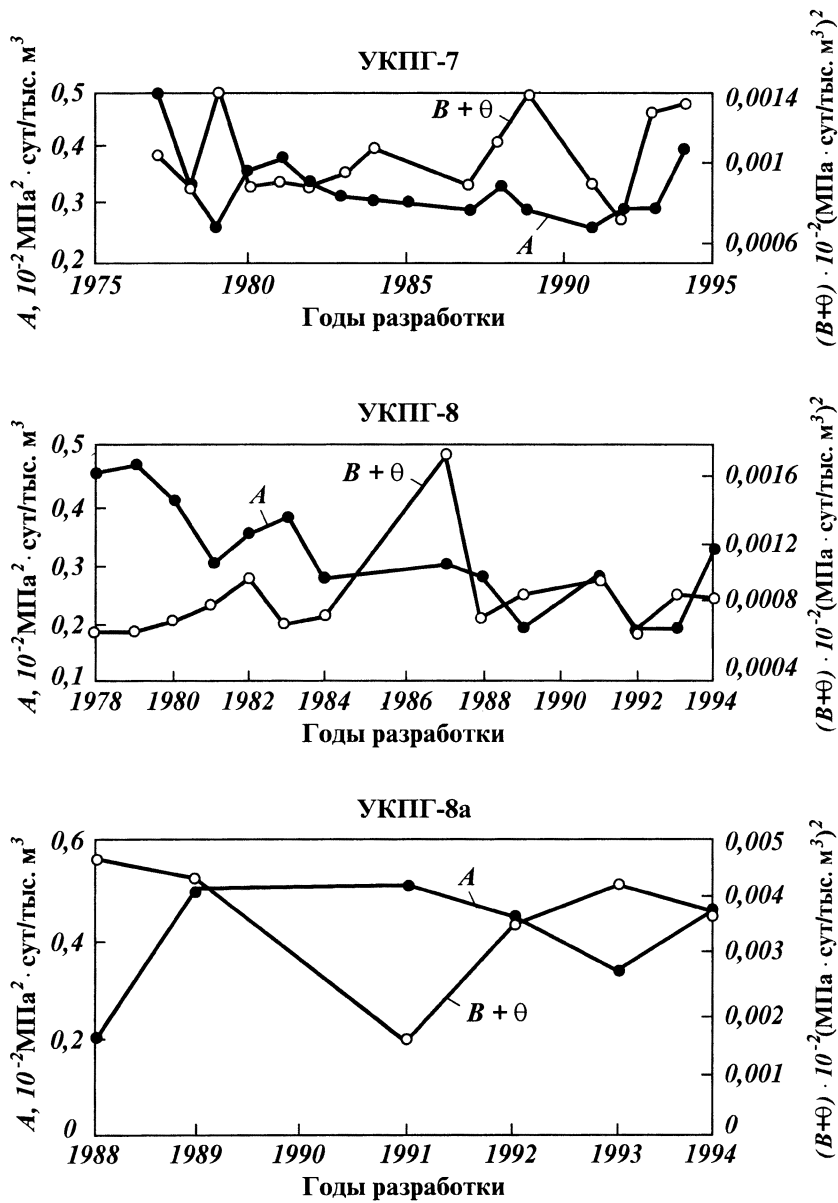 УКПГ-7
A, 10⁻²МПа² · сут/тыс. м³
0,5
0,4
0,3
0,2
B + θ
A
0,0014
0,001
0,0006
(B+θ) · 10⁻²(МПа · сут/тыс. м³)²
1975 1980 1985 1990 1995
Годы разработки
УКПГ-8
A, 10⁻²МПа² · сут/тыс. м³
0,5
0,4
0,3
0,2
0,1
A
B + θ
0,0016
0,0012
0,0008
0,0004
(B+θ) · 10⁻²(МПа · сут/тыс. м³)²
1978 1980 1982 1984 1986 1988 1990 1992 1994
Годы разработки
УКПГ-8а
A, 10⁻²МПа² · сут/тыс. м³
0,6
0,4
0,2
0
A
B + θ
0,005
0,004
0,003
0,002
0,001
0
(B+θ) · 10⁻²(МПа · сут/тыс. м³)²
1988 1989 1990 1991 1992 1993 1994
Годы разработки